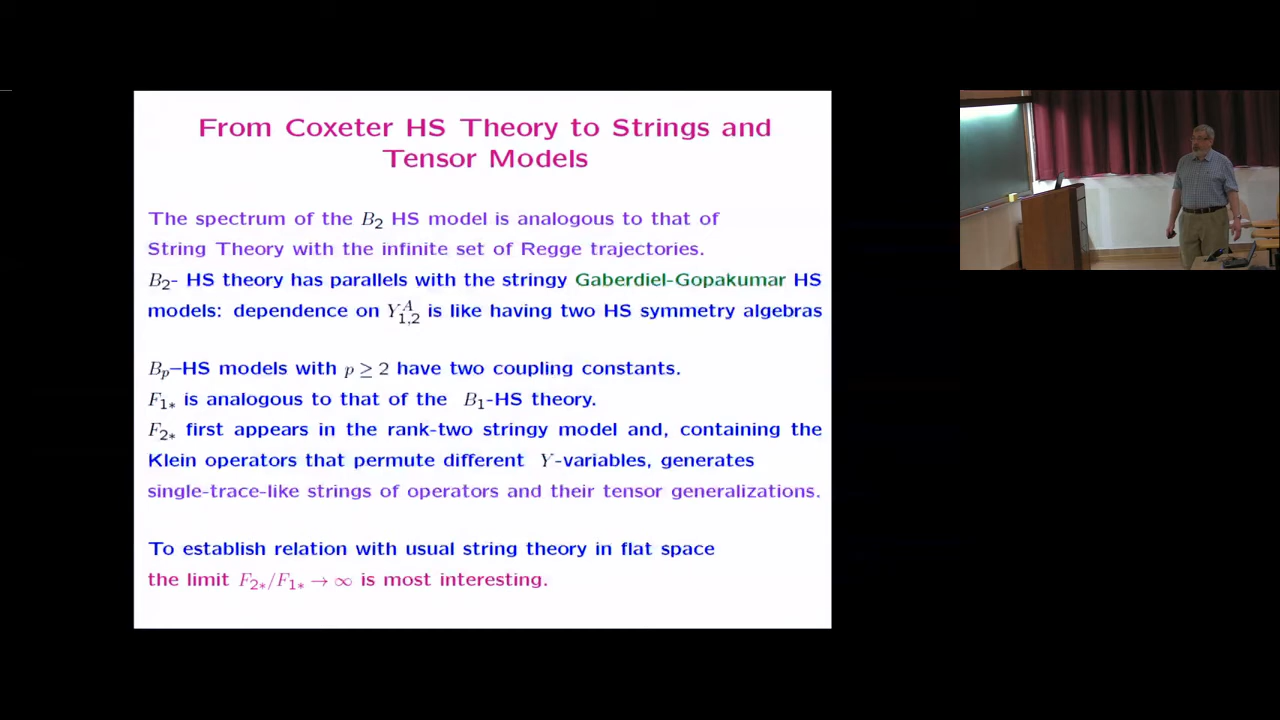 From Coxeter HS Theory to Strings and
Tensor Models
The spectrum of the B₂ HS model is analogous to that of
String Theory with the infinite set of Regge trajectories.
B₂- HS theory has parallels with the stringy Gaberdiel-Gopakumar HS
models: dependence on Y^A_{1,2} is like having two HS symmetry algebras
B_p–HS models with p ≥ 2 have two coupling constants.
F_{1*} is analogous to that of the B₁-HS theory.
F_{2*} first appears in the rank-two stringy model and, containing the
Klein operators that permute different Y-variables, generates
single-trace-like strings of operators and their tensor generalizations.
To establish relation with usual string theory in flat space
the limit F_{2*}/F_{1*} → ∞ is most interesting.